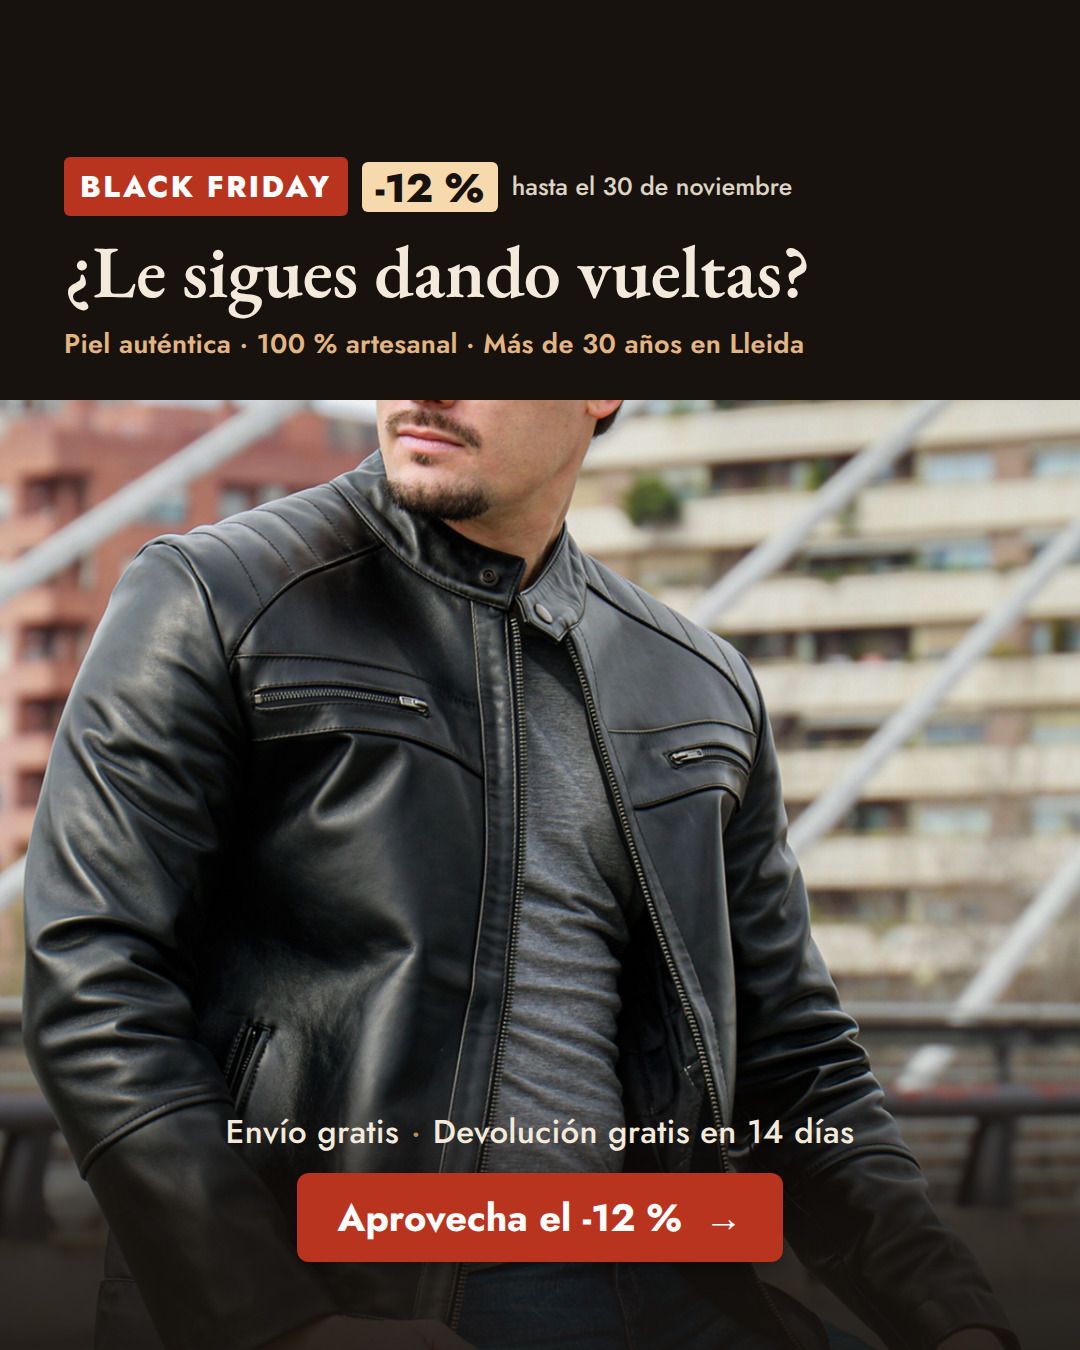 BLACK FRIDAY -12 % hasta el 30 de noviembre
¿Le sigues dando vueltas?
Piel auténtica · 100 % artesanal · Más de 30 años en Lleida
Envío gratis · Devolución gratis en 14 días
Aprovecha el -12 % →